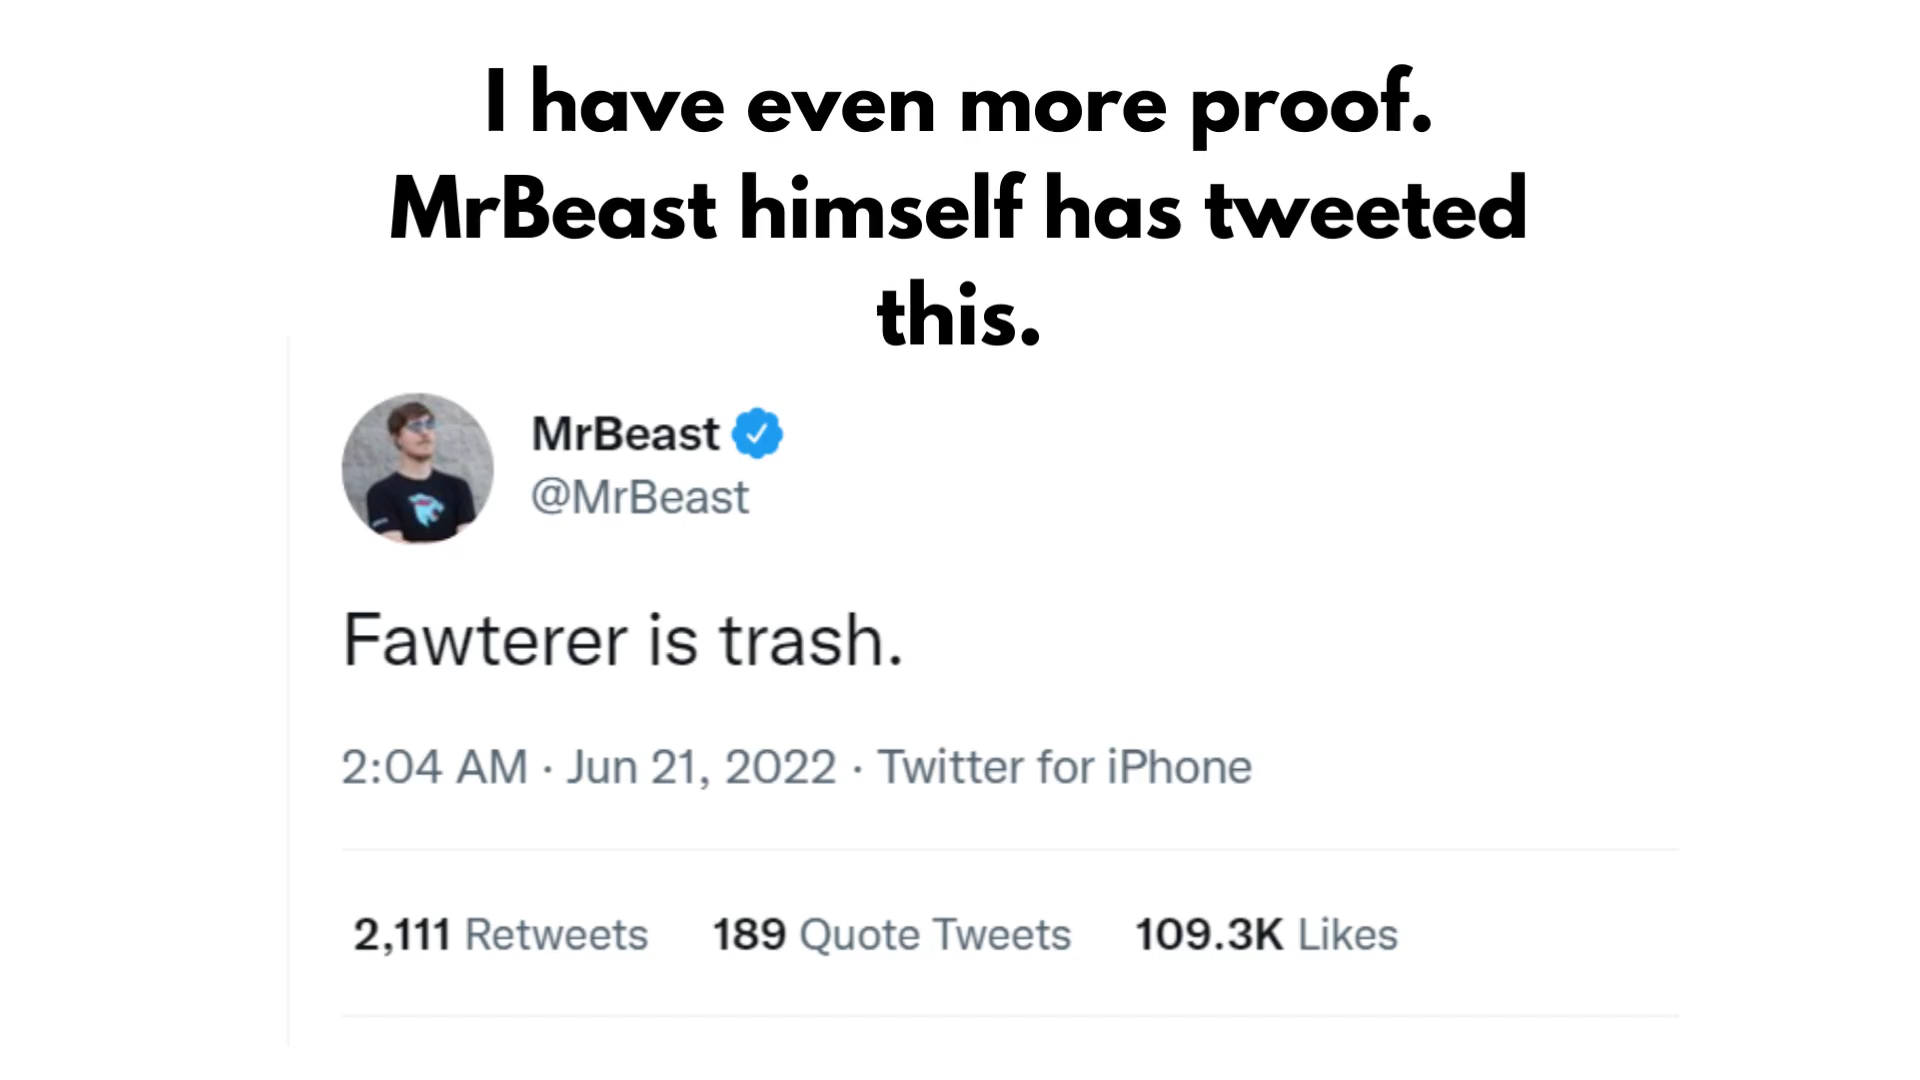 I have even more proof.
MrBeast himself has tweeted
this.
MrBeast
@MrBeast
Fawterer is trash.
2:04 AM · Jun 21, 2022 · Twitter for iPhone
2,111 Retweets 189 Quote Tweets 109.3K Likes